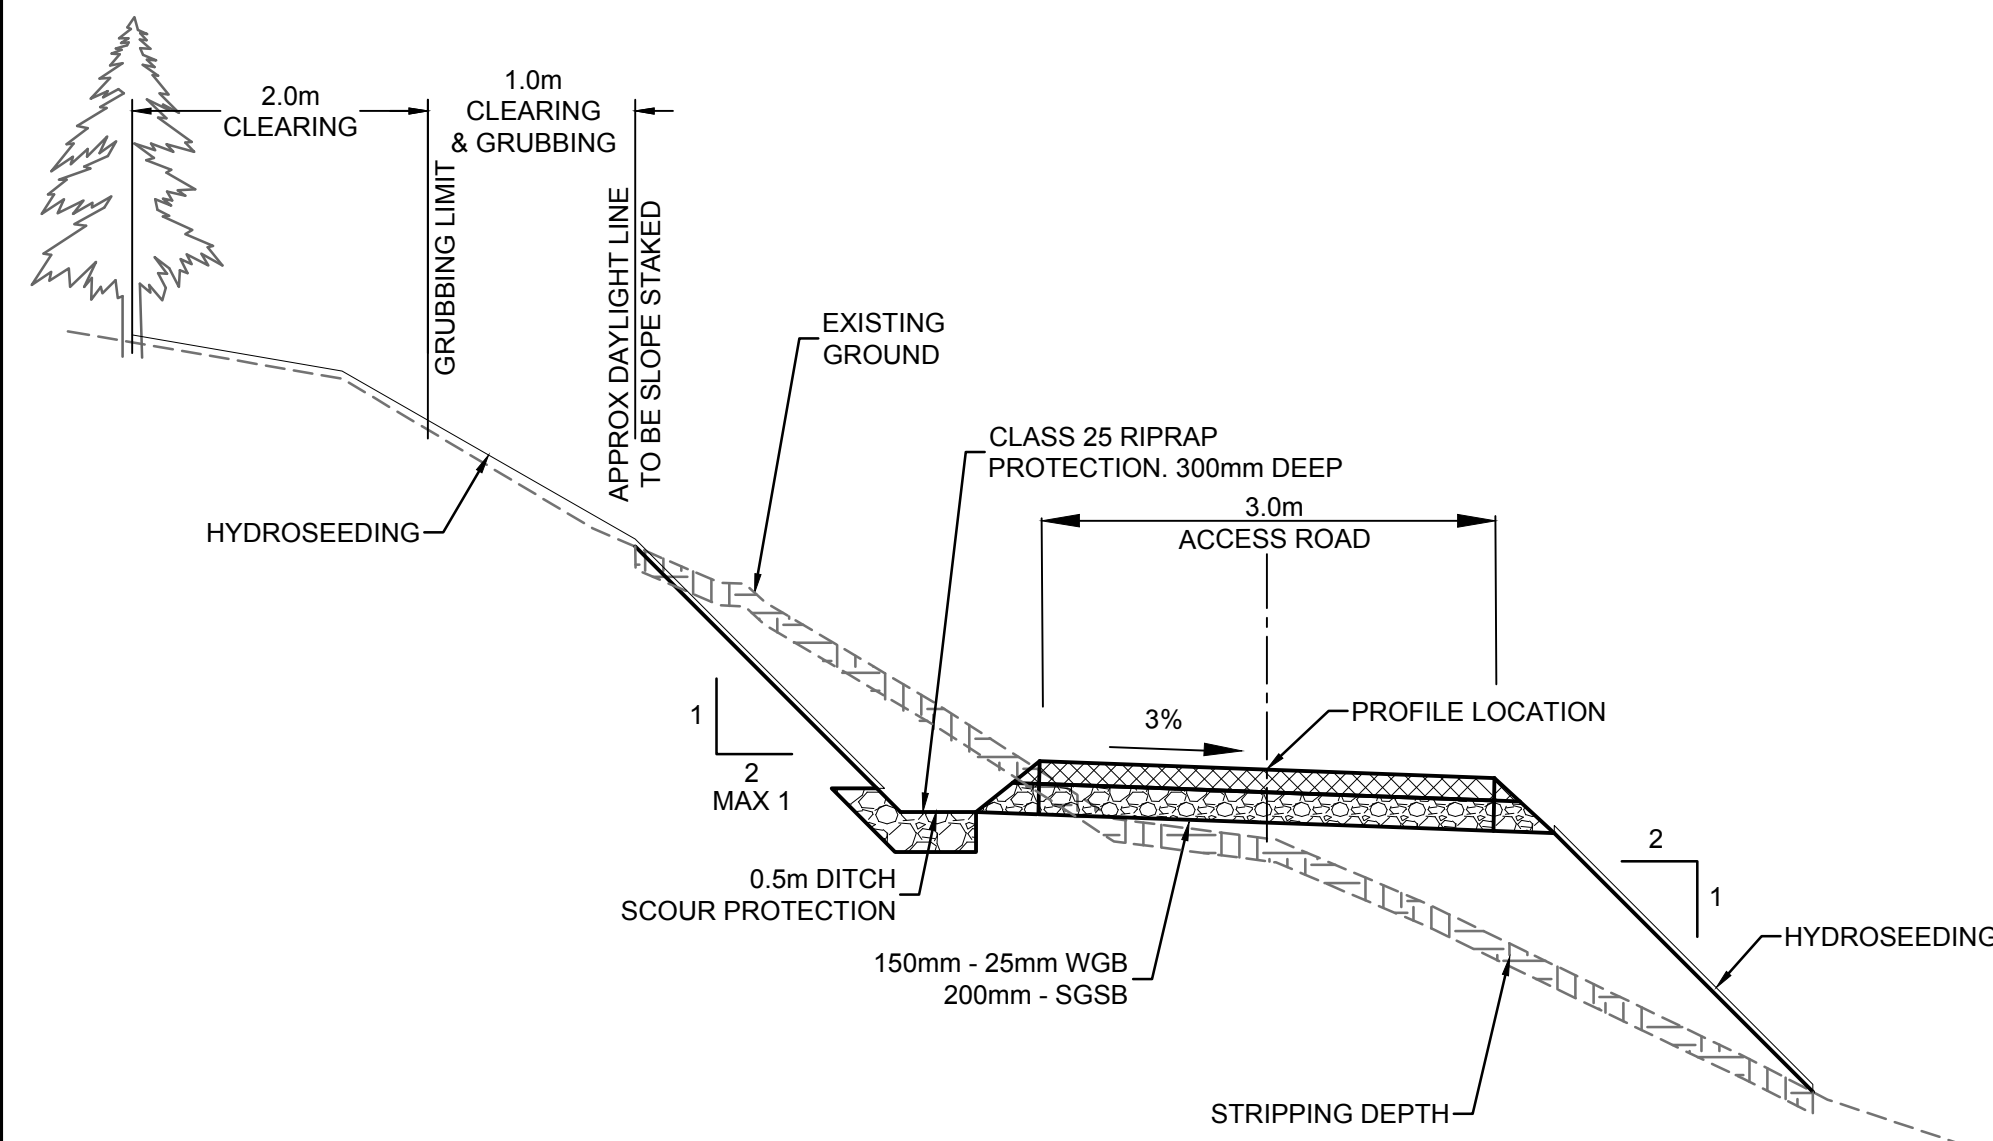 2.0m
CLEARING
1.0m
CLEARING
& GRUBBING
GRUBBING LIMIT
APPROX DAYLIGHT LINE
TO BE SLOPE STAKED
EXISTING
GROUND
HYDROSEEDING
CLASS 25 RIPRAP
PROTECTION. 300mm DEEP
3.0m
ACCESS ROAD
3%
PROFILE LOCATION
1
2
MAX 1
0.5m DITCH
SCOUR PROTECTION
2
1
HYDROSEEDING
150mm - 25mm WGB
200mm - SGSB
STRIPPING DEPTH